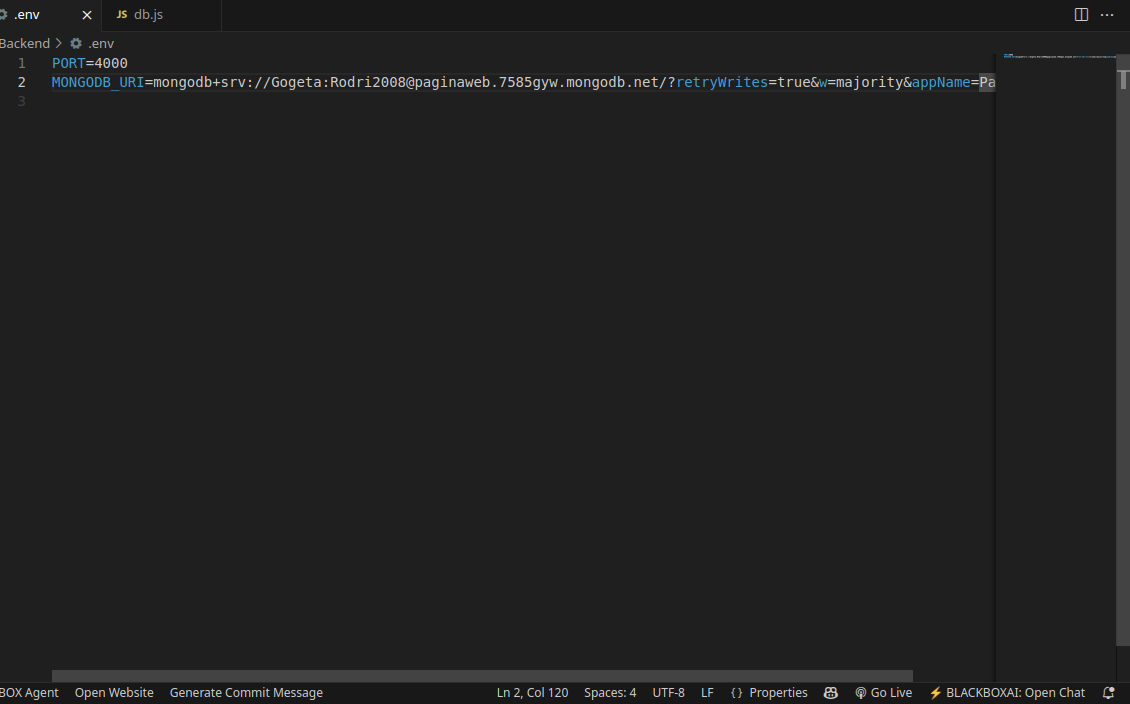 .env
JS db.js
Backend > .env
1 PORT=4000
2 MONGODB_URI=mongodb+srv://Gogeta:Rodri2008@paginaweb.7585gyw.mongodb.net/?retryWrites=true&w=majority&appName=Pa
3
BOX Agent Open Website Generate Commit Message Ln 2, Col 120 Spaces: 4 UTF-8 LF {} Properties Go Live BLACKBOXAI: Open Chat